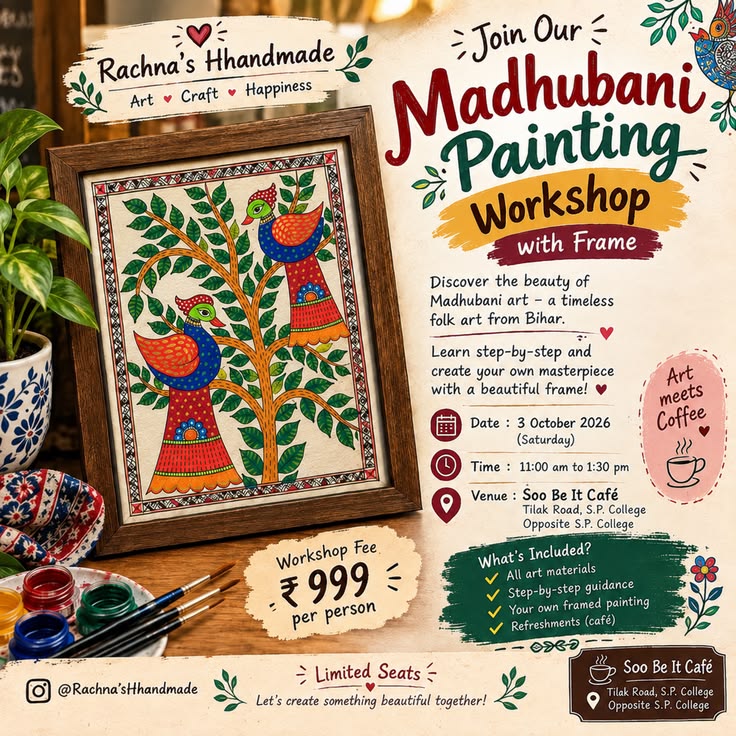 Rachna's Hhandmade
Art ♥ Craft ♥ Happiness
Join Our
Madhubani
Painting
Workshop
with Frame
Discover the beauty of
Madhubani art – a timeless
folk art from Bihar.
Learn step-by-step and
create your own masterpiece
with a beautiful frame! ♥
Art
meets
Coffee
Date : 3 October 2026
(Saturday)
Time : 11:00 am to 1:30 pm
Venue : Soo Be It Café
Tilak Road, S.P. College
Opposite S.P. College
Workshop Fee
₹ 999
per person
What's Included?
✓ All art materials
✓ Step-by-step guidance
✓ Your own framed painting
✓ Refreshments (café)
@Rachna'sHhandmade
Limited Seats
Let's create something beautiful together!
Soo Be It Café
Tilak Road, S.P. College
Opposite S.P. College